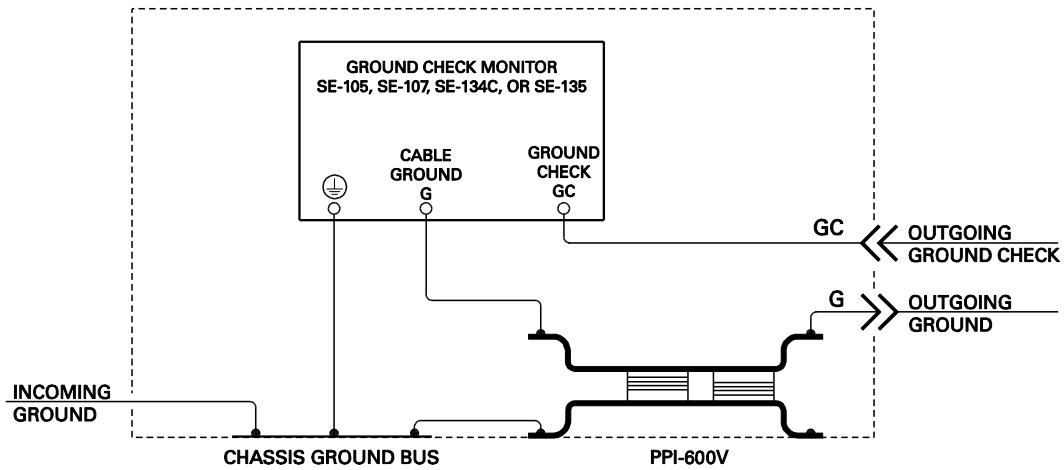 GROUND CHECK MONITOR
SE-105, SE-107, SE-134C, OR SE-135
CABLE
GROUND
G
GROUND
CHECK
GC
GC
OUTGOING
GROUND CHECK
G
OUTGOING
GROUND
INCOMING
GROUND
CHASSIS GROUND BUS
PPI-600V